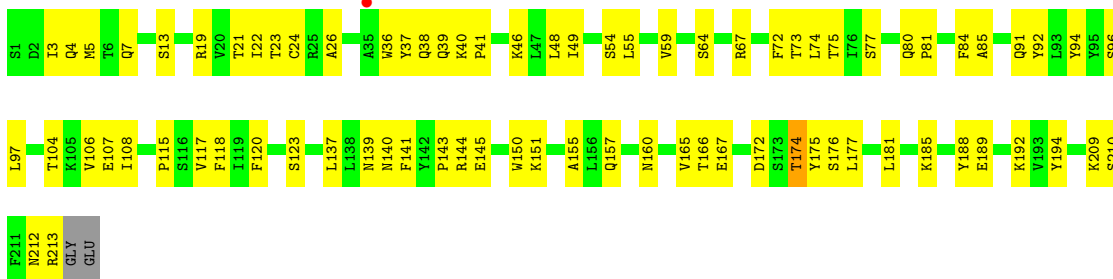 S1 D2 I3 Q4 M5 T6 Q7 S13 R19 V20 T21 I22 T23 C24 R25 A26 A35 W36 Y37 Q38 Q39 K40 P41 K46 L47 L48 I49 S54 L55 V59 S64 R67 F72 T73 L74 T75 I76 S77 Q80 P81 F84 A85 Q91 Y92 L93 Y94 Y95 S96
L97 T104 K105 V106 E107 I108 P115 S116 V117 F118 I119 F120 S123 L137 L138 N139 N140 F141 Y142 P143 R144 E145 W150 K151 A155 L156 Q157 N160 V165 T166 E167 D172 S173 T174 Y175 S176 L177 L181 K185 Y188 E189 K192 V193 Y194 K209 S210
F211 N212 R213 GLY GLU